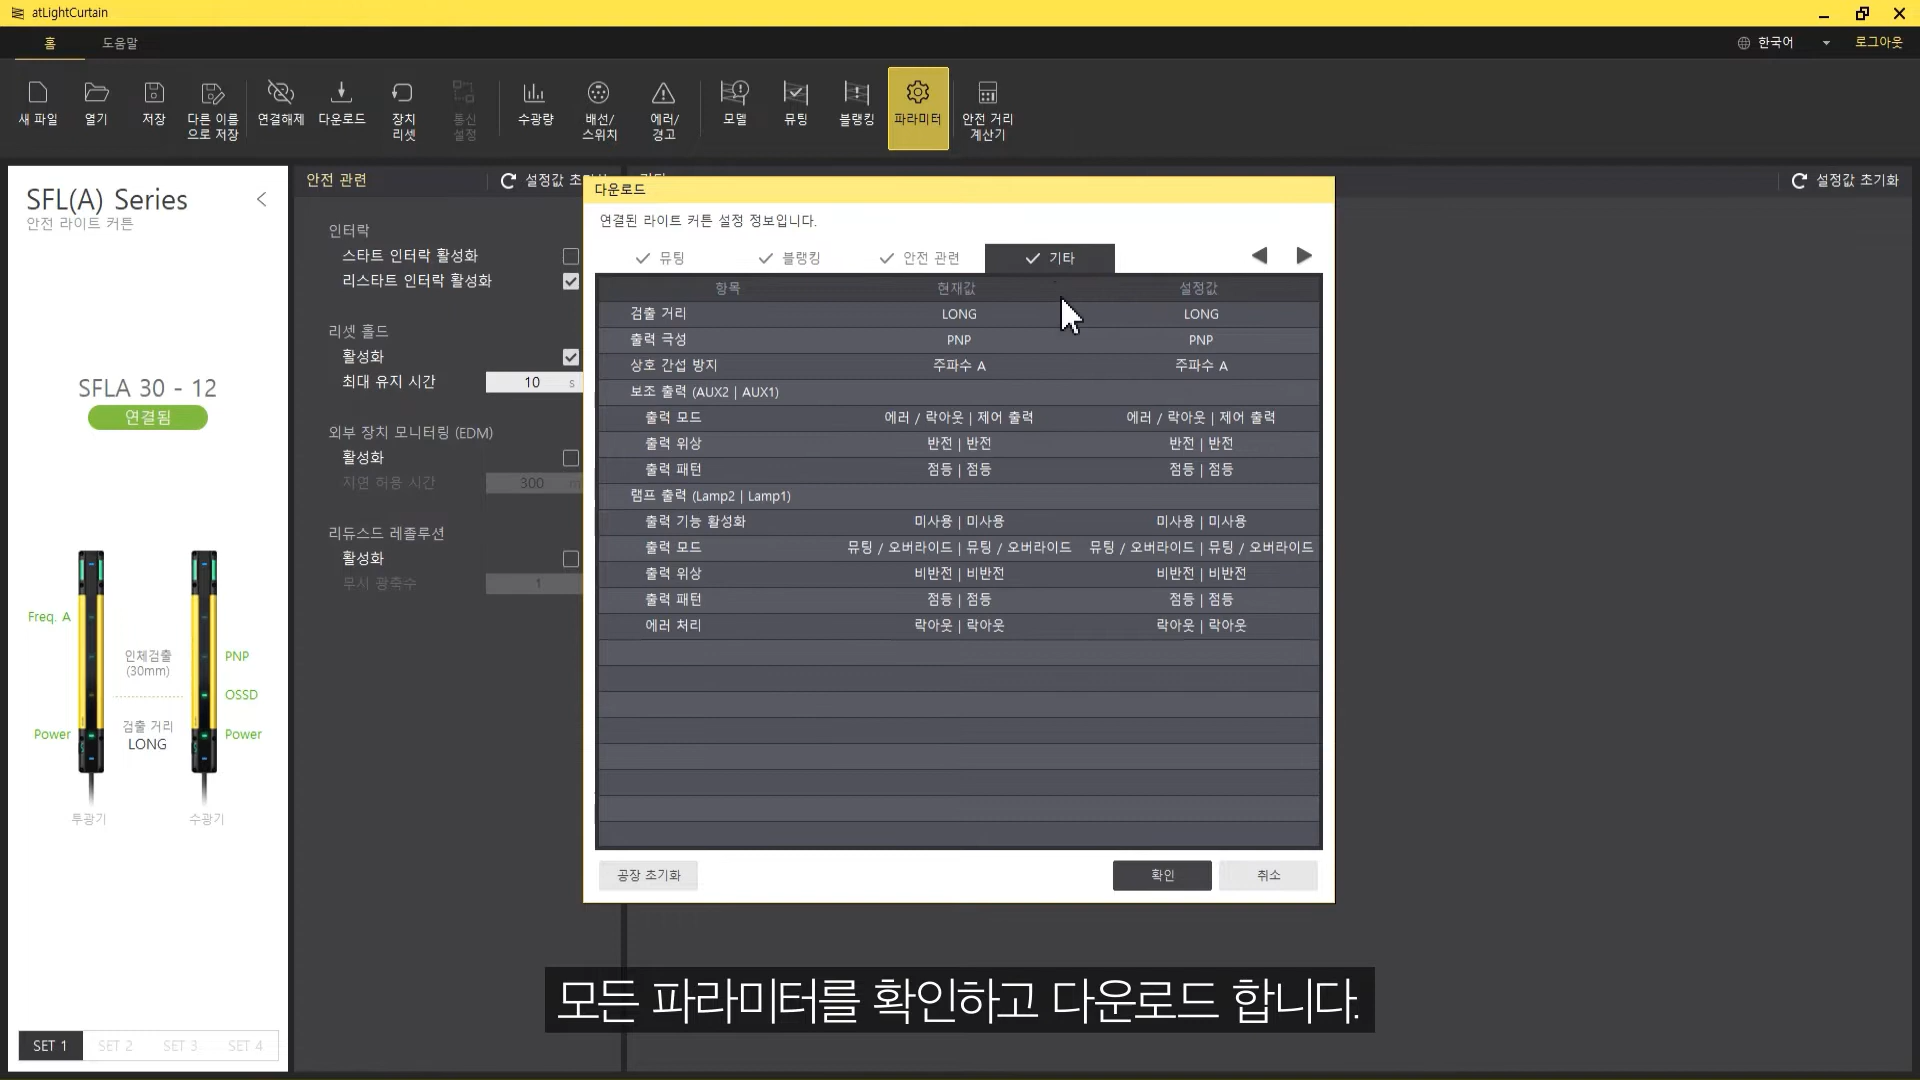 atLightCurtain
홈 도움말 한국어 로그아웃
새 파일 열기 저장 다른 이름 으로 저장 연결해제 다운로드 장치 리셋 통신 설정 수광량 배선/ 스위치 에러/ 경고 모델 뮤팅 블랭킹 파라미터 안전 거리 계산기
SFL(A) Series
안전 라이트 커튼
SFLA 30 - 12
연결됨
Freq. A
인체검출
(30mm)
PNP
OSSD
검출 거리
LONG
Power
Power
투광기 수광기
SET 1 SET 2 SET 3 SET 4
안전 관련 설정값
인터락
스타트 인터락 활성화
리스타트 인터락 활성화
리셋 홀드
활성화
최대 유지 시간 10 s
외부 장치 모니터링 (EDM)
활성화
지연 허용 시간 300
리듀스드 레졸루션
활성화
무시 광축수 1
설정값 초기화
다운로드
연결된 라이트 커튼 설정 정보입니다.
뮤팅 블랭킹 안전 관련 기타
항목 현재값 설정값
검출 거리 LONG LONG
출력 극성 PNP PNP
상호 간섭 방지 주파수 A 주파수 A
보조 출력 (AUX2 | AUX1)
출력 모드 에러 / 락아웃 | 제어 출력 에러 / 락아웃 | 제어 출력
출력 위상 반전 | 반전 반전 | 반전
출력 패턴 점등 | 점등 점등 | 점등
램프 출력 (Lamp2 | Lamp1)
출력 기능 활성화 미사용 | 미사용 미사용 | 미사용
출력 모드 뮤팅 / 오버라이드 | 뮤팅 / 오버라이드 뮤팅 / 오버라이드 | 뮤팅 / 오버라이드
출력 위상 비반전 | 비반전 비반전 | 비반전
출력 패턴 점등 | 점등 점등 | 점등
에러 처리 락아웃 | 락아웃 락아웃 | 락아웃
공장 초기화 확인 취소
모든 파라미터를 확인하고 다운로드 합니다.